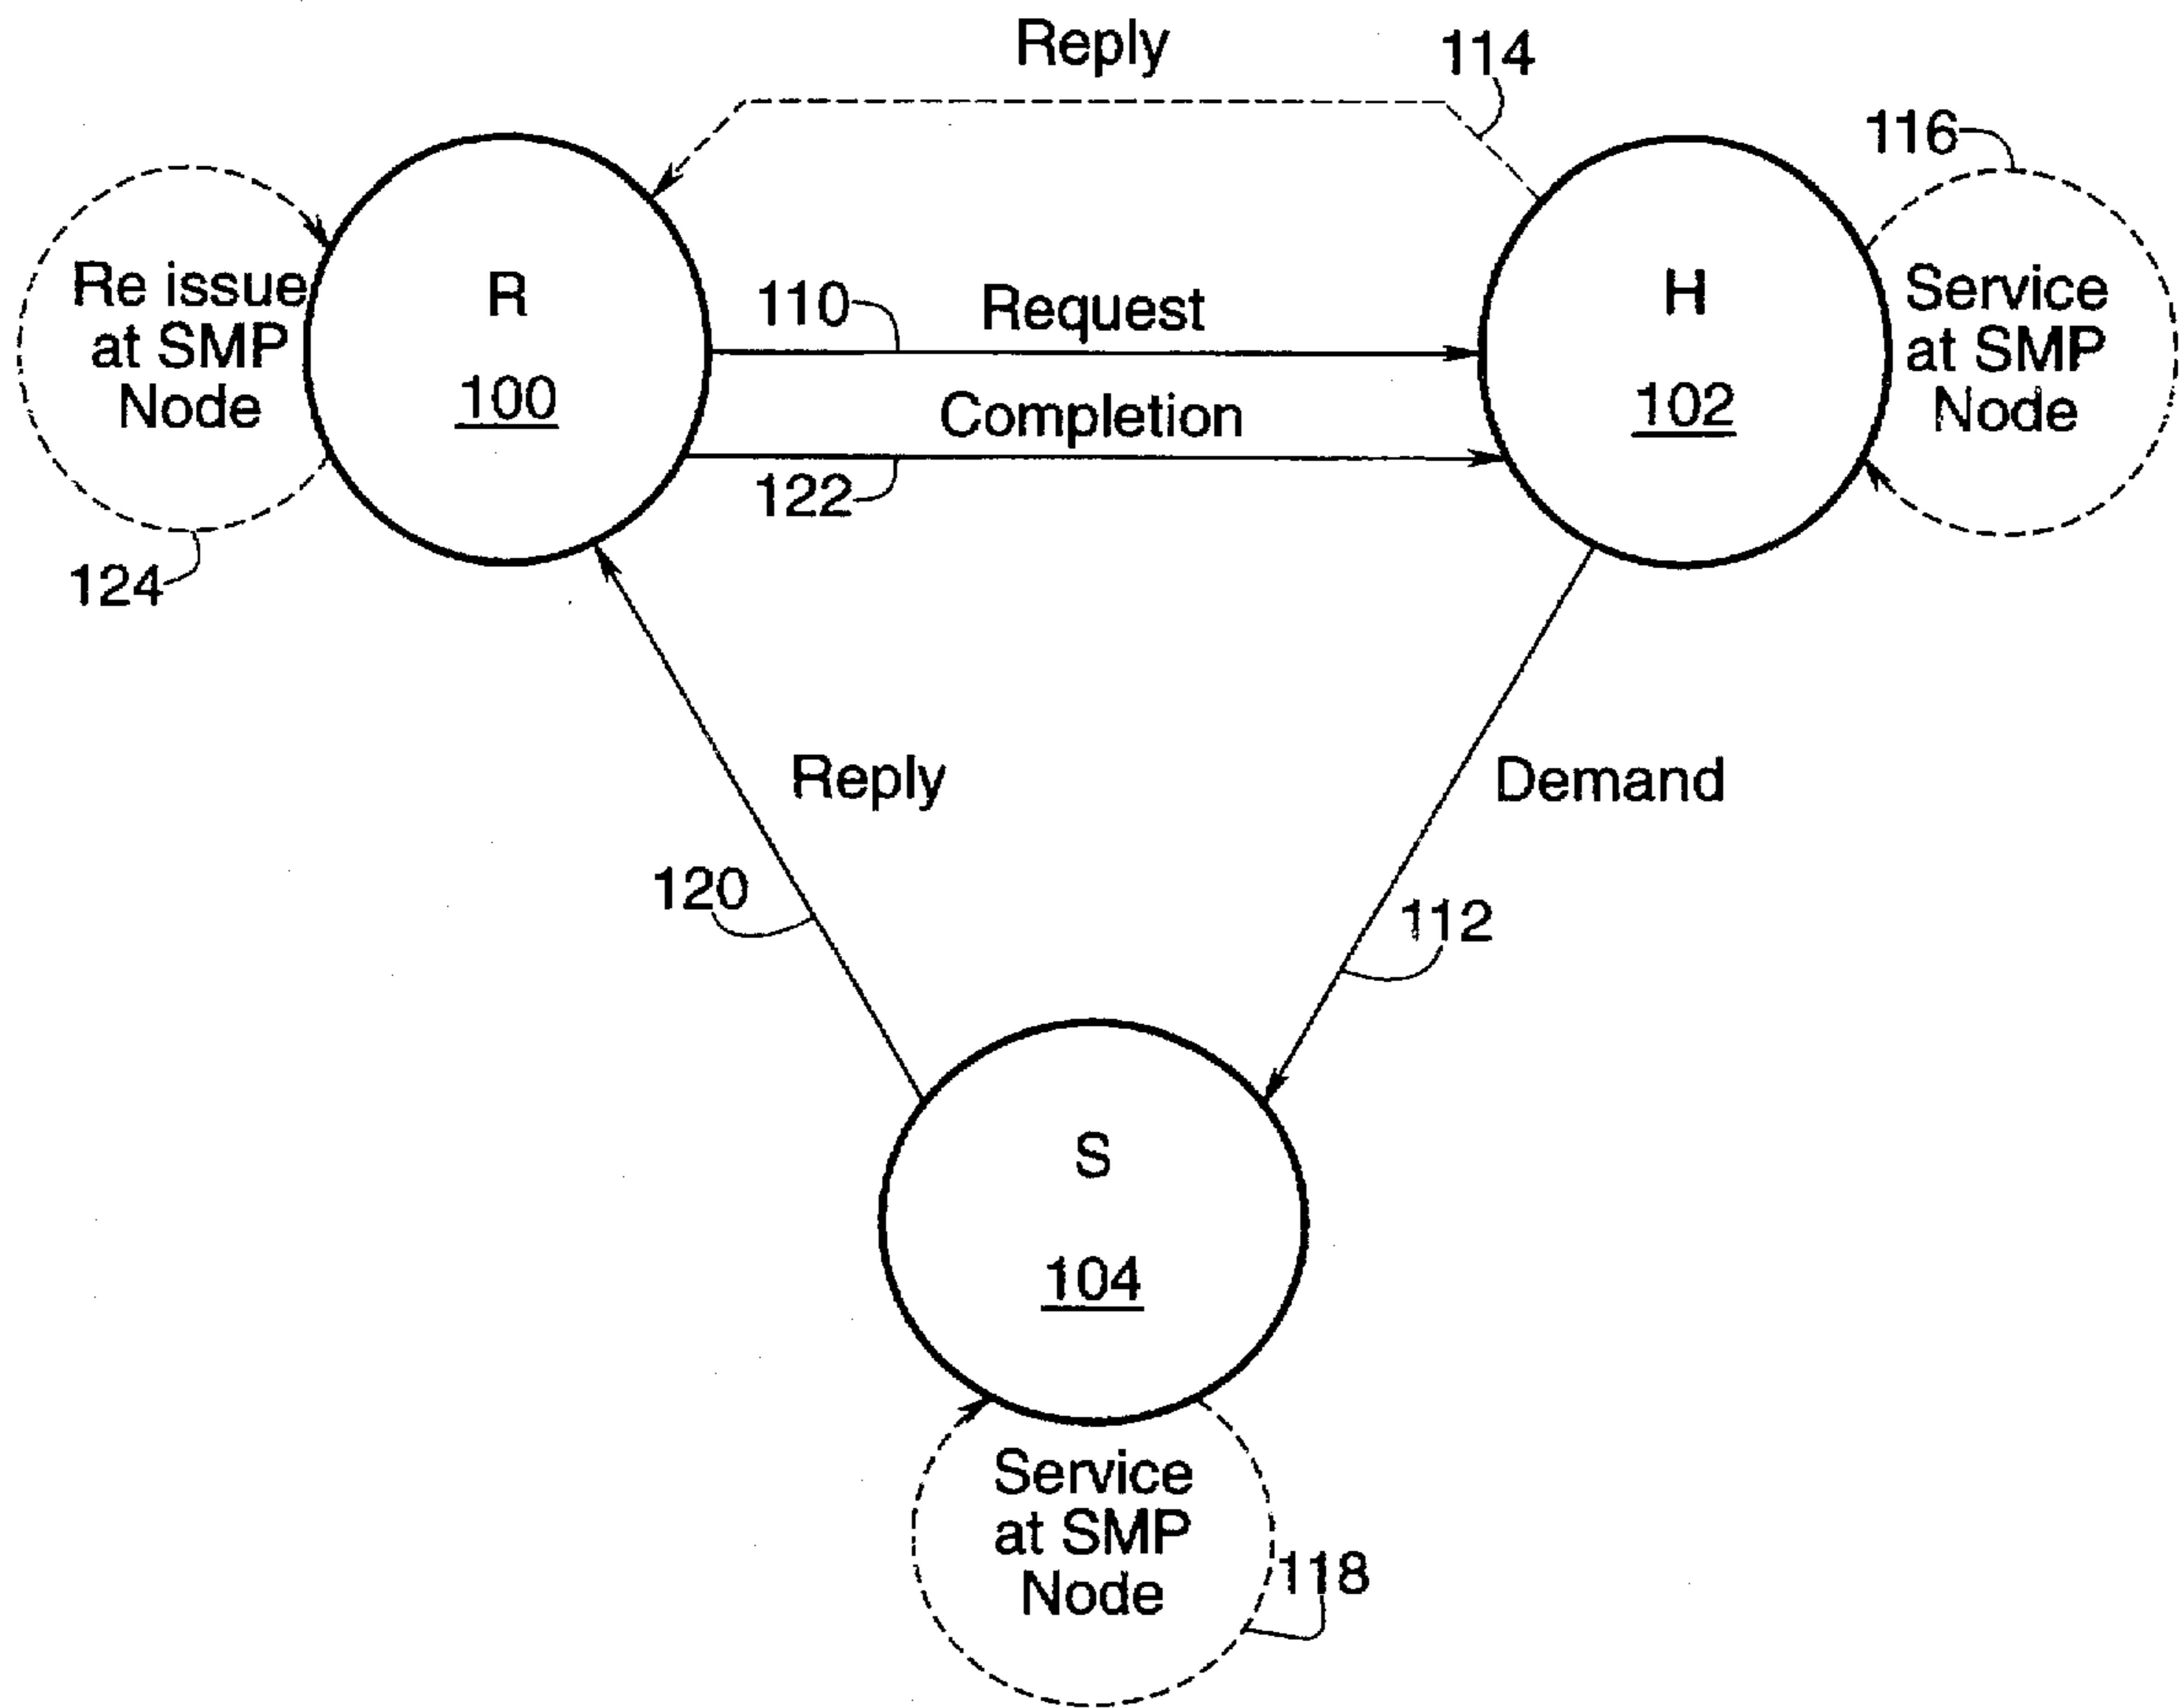 Reply
114
116
Re issue
at SMP
Node
R
100
110
Request
Completion
122
H
102
Service
at SMP
Node
124
Reply
Demand
120
112
S
104
Service
at SMP
Node
118